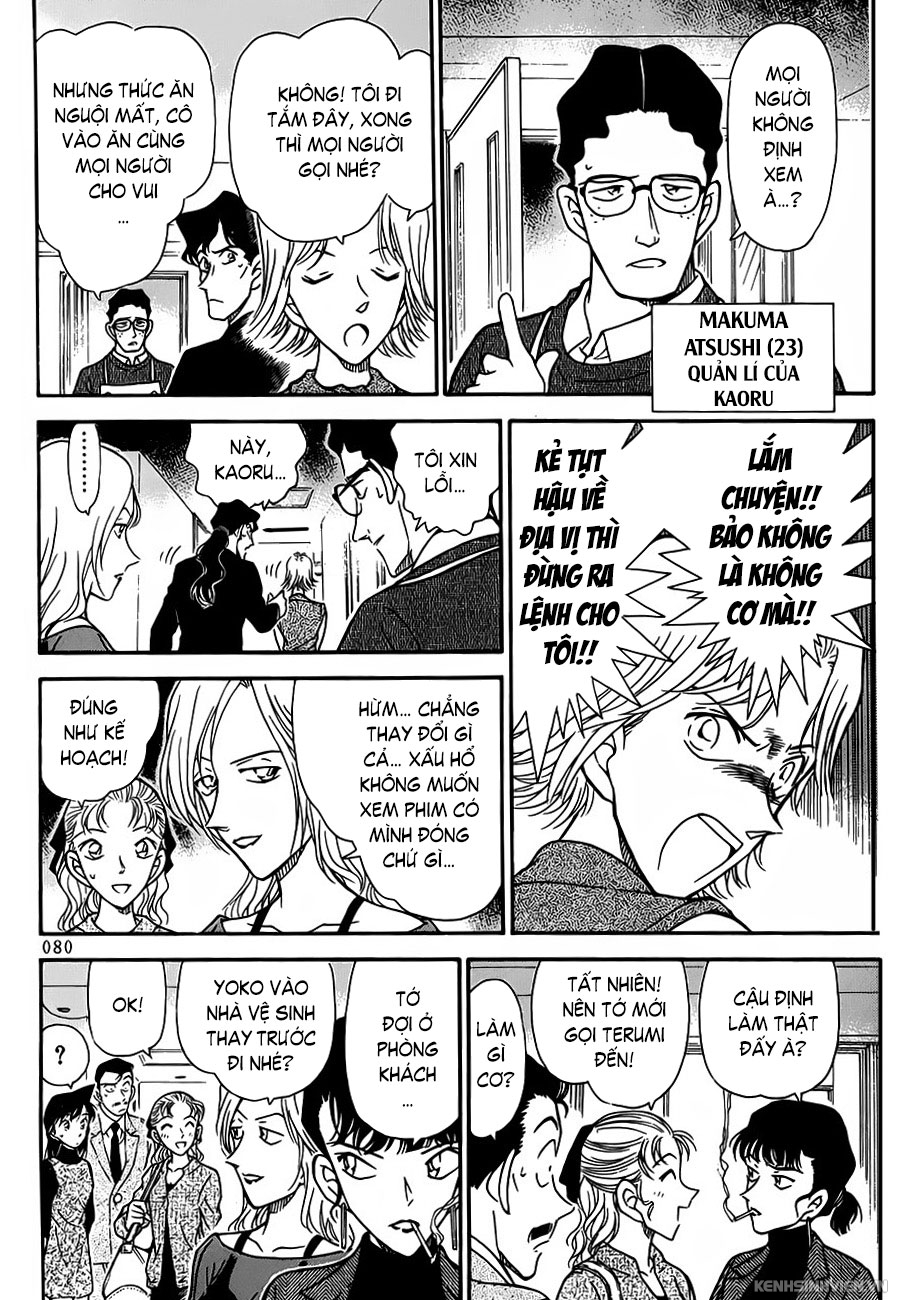 MỌI
NGƯỜI
KHÔNG
ĐỊNH
XEM
À...?
MAKUMA
ATSUSHI (23)
QUẢN LÍ CỦA
KAORU
KHÔNG! TÔI ĐI
TẮM ĐÂY, XONG
THÌ MỌI NGƯỜI
GỌI NHÉ?
NHƯNG THỨC ĂN
NGUỘI MẤT, CÔ
VÀO ĂN CÙNG
MỌI NGƯỜI
CHO VUI
...
LẮM
CHUYỆN!!
BẢO KHÔNG
LÀ KHÔNG
CƠ MÀ!!
KẺ TỤT
HẬU VỀ
ĐỊA VỊ THÌ
ĐỪNG RA
LỆNH CHO
TÔI!!
TÔI XIN
LỖI...
NÀY,
KAORU...
......
HỪM... CHẲNG
THAY ĐỔI GÌ
CẢ... XẤU HỔ
KHÔNG MUỐN
XEM PHIM CÓ
MÌNH ĐÓNG
CHỨ GÌ...
ĐÚNG
NHƯ KẾ
HOẠCH!
080
CẬU ĐỊNH
LÀM THẬT
ĐẤY À?
TẤT NHIÊN!
NÊN TỚ MỚI
GỌI TERUMI
ĐẾN!
LÀM
GÌ
CƠ?
TỚ
ĐỢI Ở
PHÒNG
KHÁCH
...
YOKO VÀO
NHÀ VỆ SINH
THAY TRƯỚC
ĐI NHÉ?
OK!
?
KENHSINHVIEN.VN